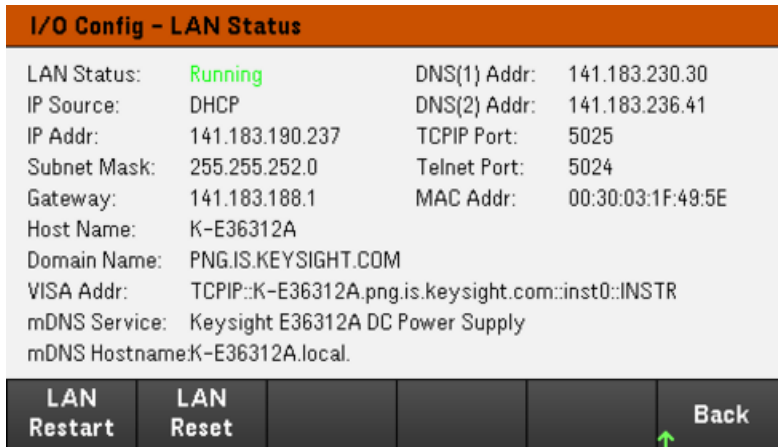 I/O Config - LAN Status
LAN Status: Running DNS(1) Addr: 141.183.230.30
IP Source: DHCP DNS(2) Addr: 141.183.236.41
IP Addr: 141.183.190.237 TCPIP Port: 5025
Subnet Mask: 255.255.252.0 Telnet Port: 5024
Gateway: 141.183.188.1 MAC Addr: 00:30:03:1F:49:5E
Host Name: K-E36312A
Domain Name: PNG.IS.KEYSIGHT.COM
VISA Addr: TCPIP::K-E36312A.png.is.keysight.com::inst0::INSTR
mDNS Service: Keysight E36312A DC Power Supply
mDNS Hostname:K-E36312A.local.
LAN Restart LAN Reset Back